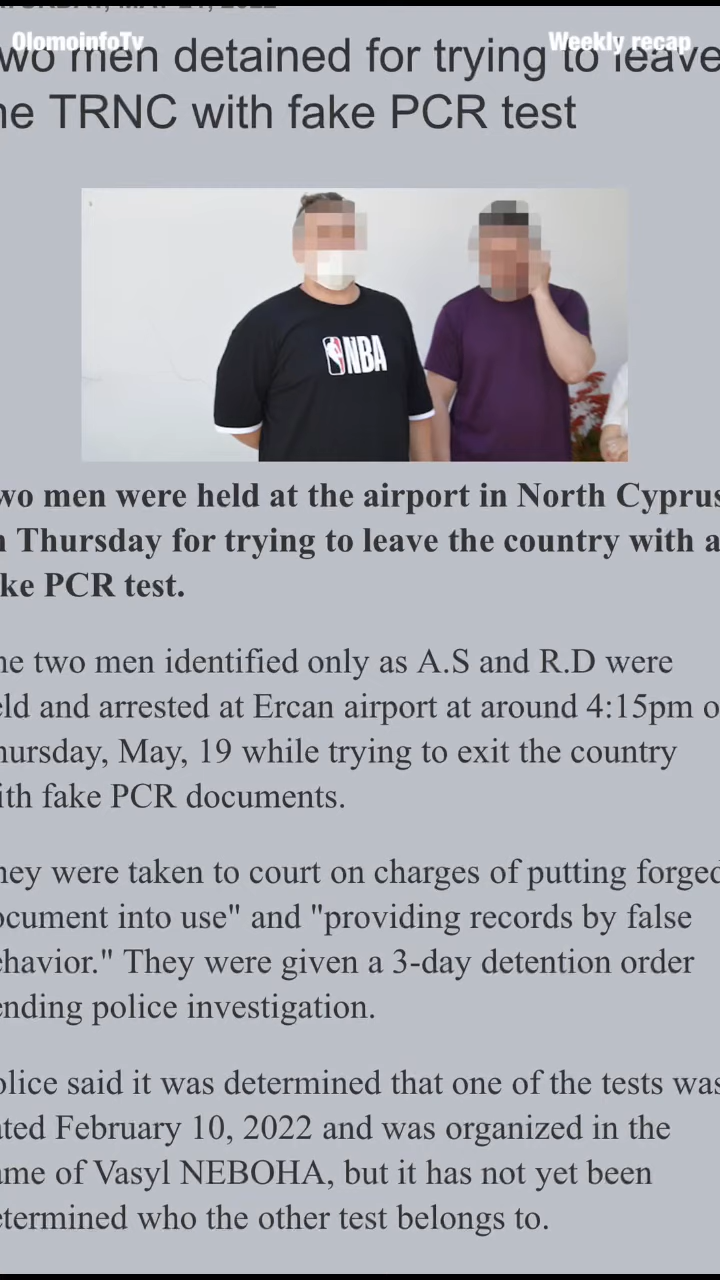 OlomoinfoTv
Weekly recap
wo men detained for trying to leave
he TRNC with fake PCR test
NBA
wo men were held at the airport in North Cyprus
n Thursday for trying to leave the country with a
ke PCR test.
he two men identified only as A.S and R.D were
eld and arrested at Ercan airport at around 4:15pm o
hursday, May, 19 while trying to exit the country
ith fake PCR documents.
hey were taken to court on charges of putting forged
ocument into use" and "providing records by false
ehavior." They were given a 3-day detention order
ending police investigation.
olice said it was determined that one of the tests was
ated February 10, 2022 and was organized in the
ame of Vasyl NEBOHA, but it has not yet been
etermined who the other test belongs to.